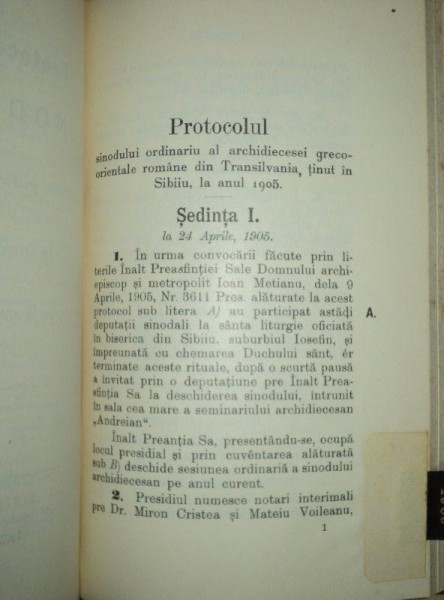 Protocolul
sinodului ordinariu al archidiecesei greco-
orientale române din Transilvania, ținut în
Sibiiu, la anul 1905.
Ședința I.
la 24 Aprile, 1905.
1. În urma convocării făcute prin li-
terile Înalt Preasfinției Sale Domnului archi-
episcop și metropolit Ioan Metianu, dela 9
Aprile, 1905, Nr. 3611 Pres. alăturate la acest
protocol sub litera A) au participat astădi
deputații sinodali la sânta liturgie oficiată
în biserica din Sibiiu, suburbiul Iosefin, și
împreunată cu chemarea Duchului sânt, ér
terminate aceste rituale, după o scurtă pausă
a invitat prin o deputațiune pre Înalt Prea-
sfinția Sa la deschiderea sinodului, întrunit
în sala cea mare a seminariului archidiecesan
„Andreian“.
A.
Înalt Preanția Sa, presentându-se, ocupă
locul presidial și prin cuvêntarea alăturată
sub B) deschide sesiunea ordinară a sinodului
archidiecesan pe anul curent.
2. Presidiul numesc notari interimali
pre Dr. Miron Cristea și Mateiu Voileanu,
1